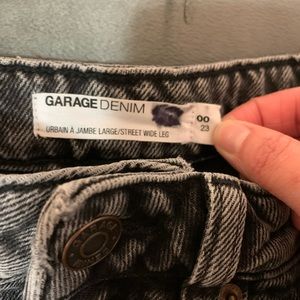 GARAGE DENIM
00
23
URBAIN À JAMBE LARGE/STREET WIDE LEG